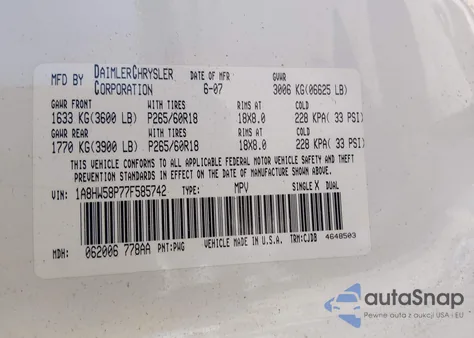 MFD BY DAIMLERCHRYSLER CORPORATION DATE OF MFR 6-07 GVWR 3006 KG(06625 LB)
GAWR FRONT WITH TIRES RIMS AT COLD
1633 KG(3600 LB) P265/60R18 18X8.0 228 KPA( 33 PSI)
GAWR REAR WITH TIRES RIMS AT COLD
1770 KG(3900 LB) P265/60R18 18X8.0 228 KPA( 33 PSI)
THIS VEHICLE CONFORMS TO ALL APPLICABLE FEDERAL MOTOR VEHICLE SAFETY AND THEFT
PREVENTION STANDARDS IN EFFECT ON THE DATE OF MANUFACTURE SHOWN ABOVE.
VIN: 1A8HW58P77F585742 TYPE: MPV SINGLE X DUAL
MDH: 062006 778AA PNT:PWG VEHICLE MADE IN U.S.A. TRM:CJDB 4648503
autoSnap
Pewne auta z aukcji USA i EU